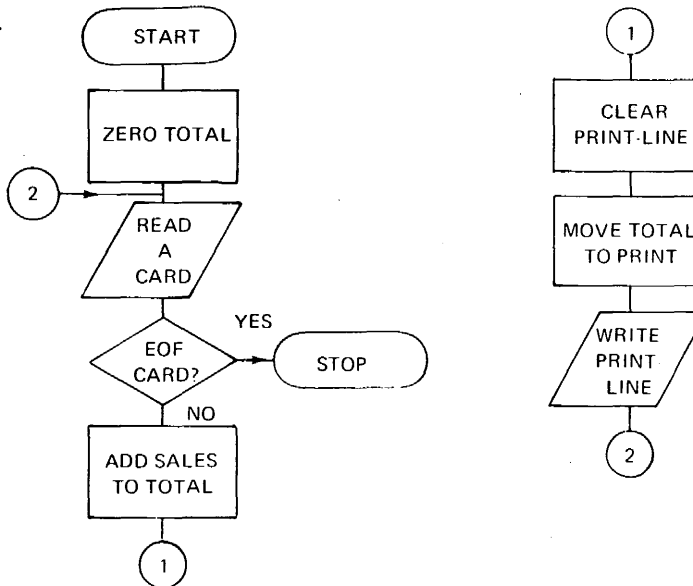 START
ZERO TOTAL
2
READ
A
CARD
EOF
CARD?
YES
STOP
NO
ADD SALES
TO TOTAL
1
1
CLEAR
PRINT-LINE
MOVE TOTAL
TO PRINT
WRITE
PRINT-
LINE
2